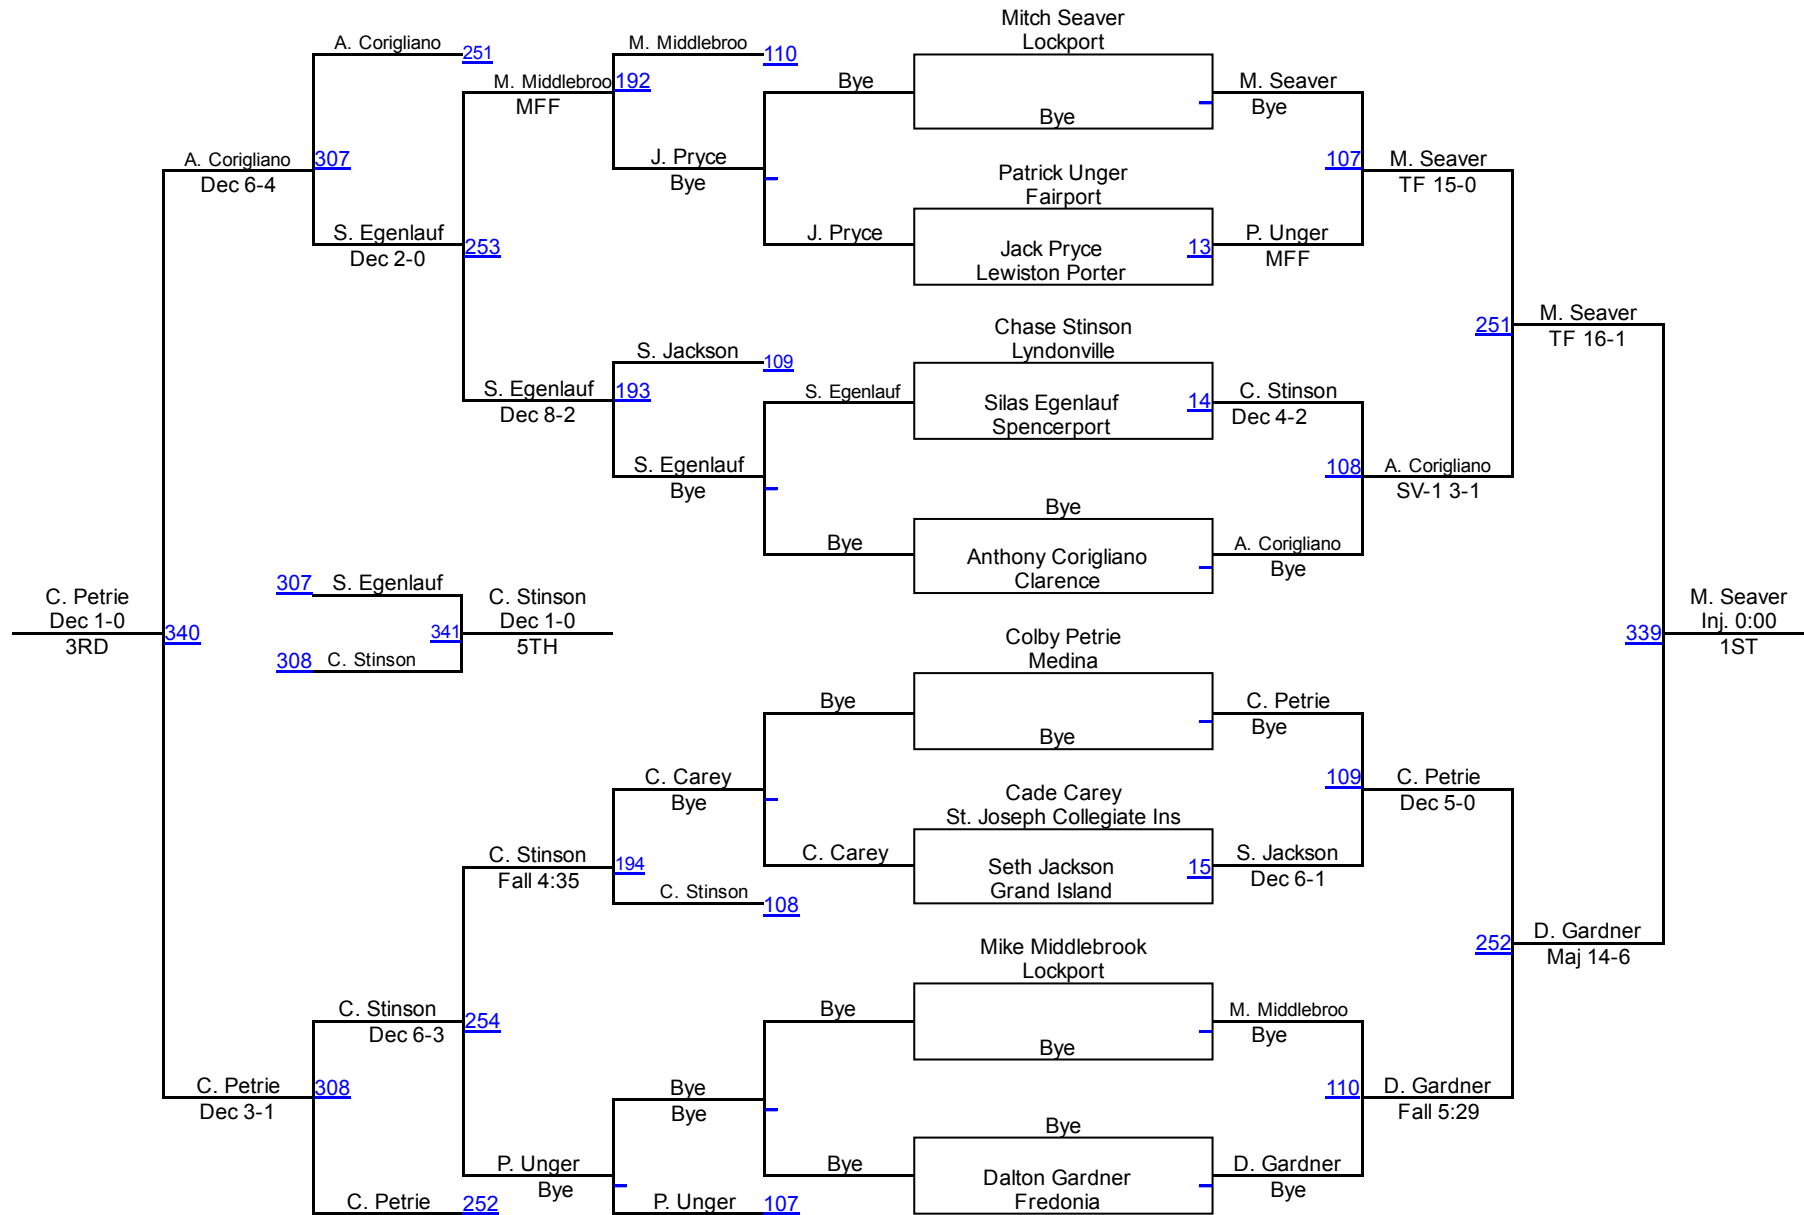 Mitch Seaver
Lockport
A. Corigliano
251
M. Middlebroo
110
M. Middlebroo
192
MFF
Bye
M. Seaver
Bye
Bye
A. Corigliano
307
Dec 6-4
J. Pryce
Bye
Patrick Unger
Fairport
107
M. Seaver
TF 15-0
S. Egenlauf
Dec 2-0
253
J. Pryce
Jack Pryce
Lewiston Porter
13
P. Unger
MFF
Chase Stinson
Lyndonville
251
M. Seaver
TF 16-1
S. Jackson
109
S. Egenlauf
Dec 8-2
193
S. Egenlauf
Silas Egenlauf
Spencerport
14
C. Stinson
Dec 4-2
S. Egenlauf
Bye
108
A. Corigliano
SV-1 3-1
Bye
Bye
Anthony Corigliano
Clarence
A. Corigliano
Bye
C. Petrie
Dec 1-0
3RD
340
307
S. Egenlauf
341
308
C. Stinson
C. Stinson
Dec 1-0
5TH
Colby Petrie
Medina
339
M. Seaver
Inj. 0:00
1ST
Bye
Bye
C. Petrie
Bye
C. Carey
Bye
Cade Carey
St. Joseph Collegiate Ins
109
C. Petrie
Dec 5-0
C. Stinson
Fall 4:35
194
C. Stinson
108
C. Carey
Seth Jackson
Grand Island
15
S. Jackson
Dec 6-1
Mike Middlebrook
Lockport
252
D. Gardner
Maj 14-6
C. Stinson
Dec 6-3
254
Bye
Bye
M. Middlebroo
Bye
C. Petrie
Dec 3-1
308
Bye
Bye
110
D. Gardner
Fall 5:29
Bye
P. Unger
Bye
Bye
Dalton Gardner
Fredonia
D. Gardner
Bye
C. Petrie
252
P. Unger
107